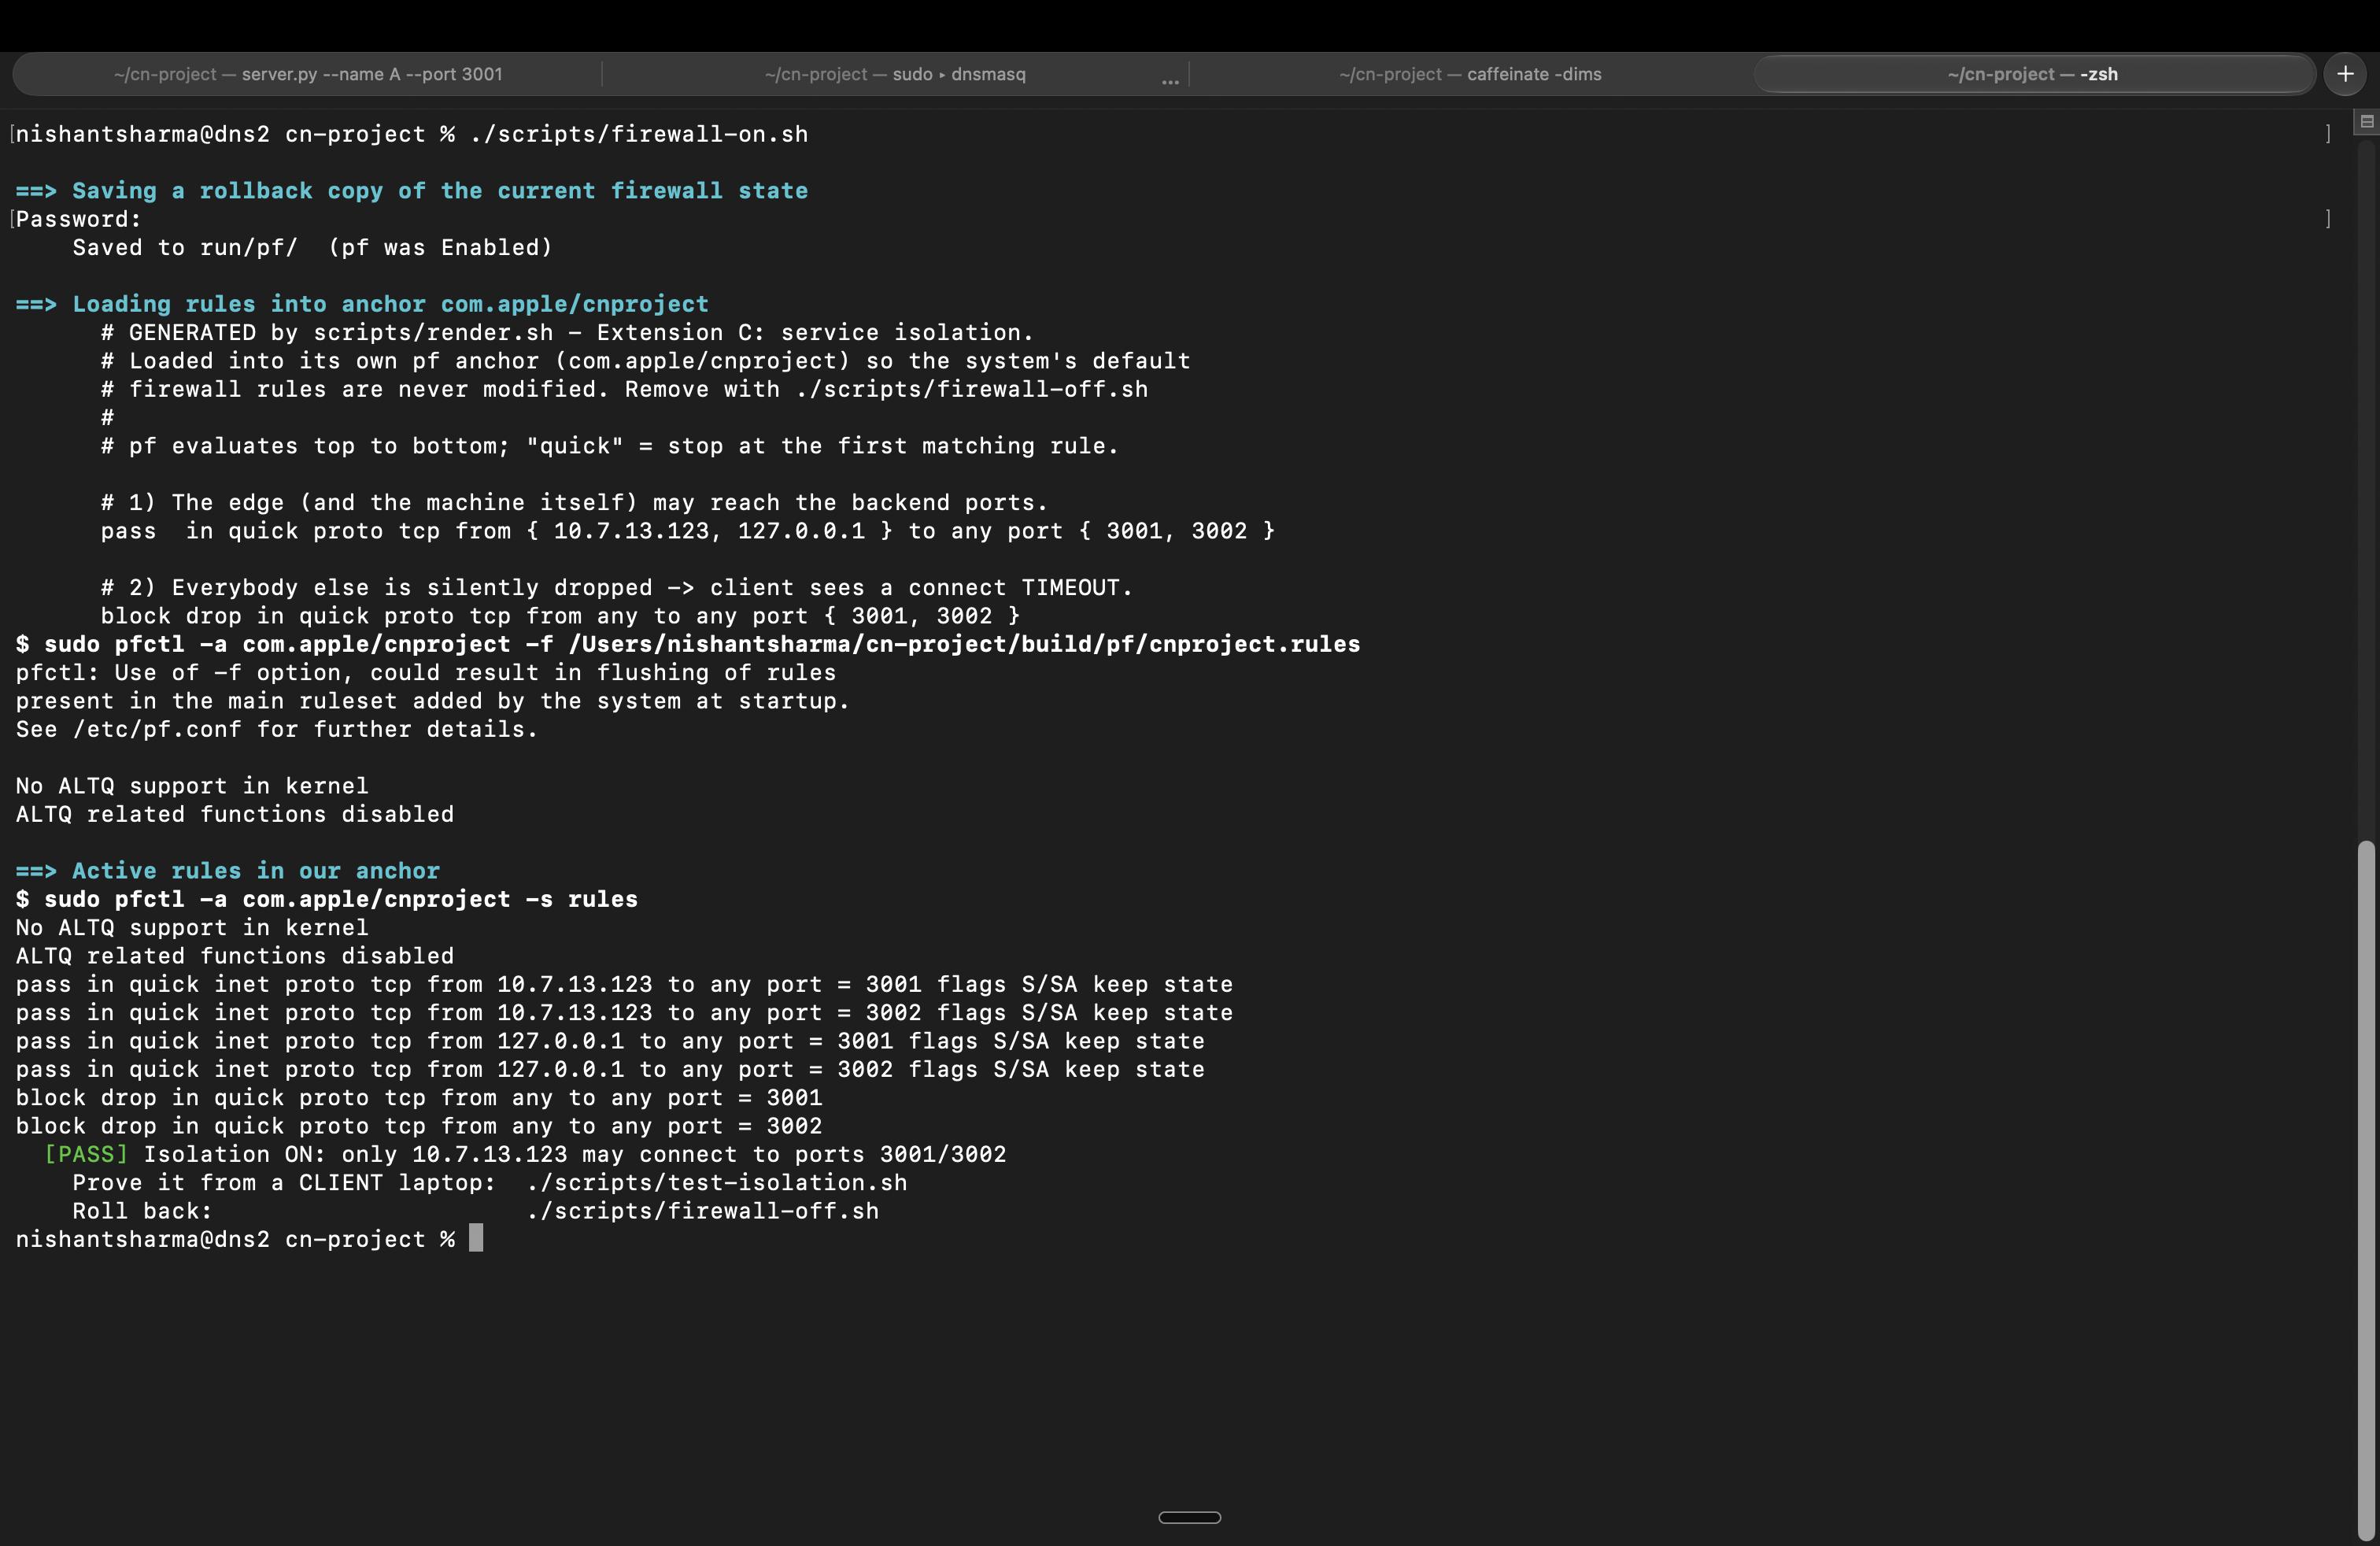 ~/cn-project — server.py --name A --port 3001
~/cn-project — sudo ▸ dnsmasq ...
~/cn-project — caffeinate -dims
~/cn-project — -zsh
+
[nishantsharma@dns2 cn-project % ./scripts/firewall-on.sh ]
==> Saving a rollback copy of the current firewall state
[Password: ]
Saved to run/pf/  (pf was Enabled)
==> Loading rules into anchor com.apple/cnproject
# GENERATED by scripts/render.sh - Extension C: service isolation.
# Loaded into its own pf anchor (com.apple/cnproject) so the system's default
# firewall rules are never modified. Remove with ./scripts/firewall-off.sh
#
# pf evaluates top to bottom; "quick" = stop at the first matching rule.
# 1) The edge (and the machine itself) may reach the backend ports.
pass  in quick proto tcp from { 10.7.13.123, 127.0.0.1 } to any port { 3001, 3002 }
# 2) Everybody else is silently dropped -> client sees a connect TIMEOUT.
block drop in quick proto tcp from any to any port { 3001, 3002 }
$ sudo pfctl -a com.apple/cnproject -f /Users/nishantsharma/cn-project/build/pf/cnproject.rules
pfctl: Use of -f option, could result in flushing of rules
present in the main ruleset added by the system at startup.
See /etc/pf.conf for further details.
No ALTQ support in kernel
ALTQ related functions disabled
==> Active rules in our anchor
$ sudo pfctl -a com.apple/cnproject -s rules
No ALTQ support in kernel
ALTQ related functions disabled
pass in quick inet proto tcp from 10.7.13.123 to any port = 3001 flags S/SA keep state
pass in quick inet proto tcp from 10.7.13.123 to any port = 3002 flags S/SA keep state
pass in quick inet proto tcp from 127.0.0.1 to any port = 3001 flags S/SA keep state
pass in quick inet proto tcp from 127.0.0.1 to any port = 3002 flags S/SA keep state
block drop in quick proto tcp from any to any port = 3001
block drop in quick proto tcp from any to any port = 3002
[PASS] Isolation ON: only 10.7.13.123 may connect to ports 3001/3002
Prove it from a CLIENT laptop:  ./scripts/test-isolation.sh
Roll back:                      ./scripts/firewall-off.sh
nishantsharma@dns2 cn-project %